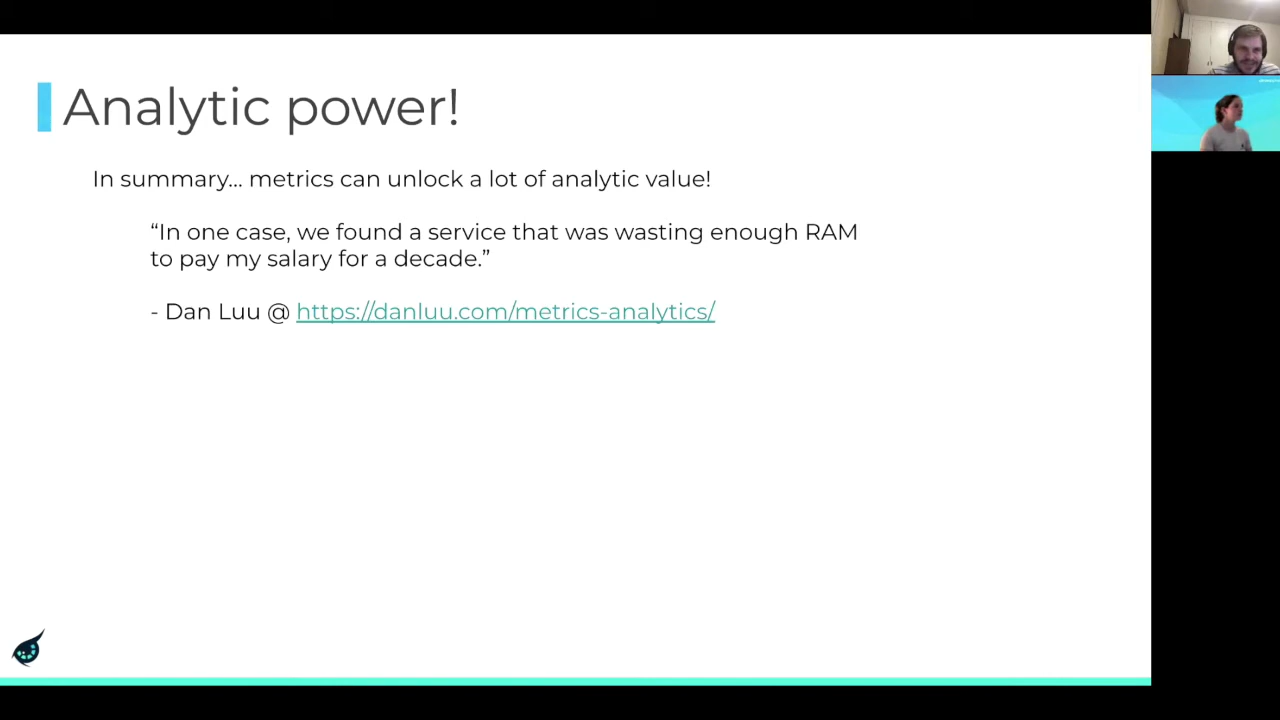 Analytic power!
In summary... metrics can unlock a lot of analytic value!
“In one case, we found a service that was wasting enough RAM
to pay my salary for a decade.”
- Dan Luu @ https://danluu.com/metrics-analytics/